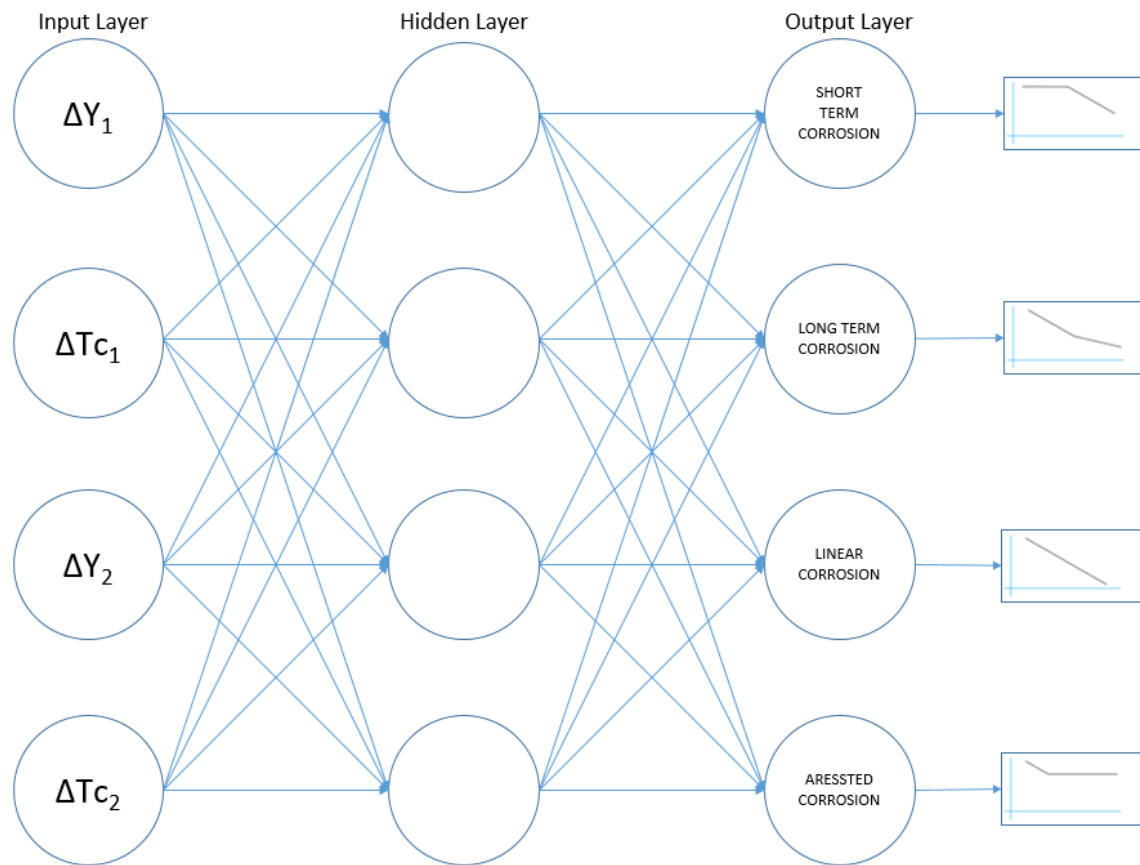 Input Layer
Hidden Layer
Output Layer
ΔY₁
SHORT
TERM
CORROSION
ΔTc₁
LONG TERM
CORROSION
ΔY₂
LINEAR
CORROSION
ΔTc₂
ARESSTED
CORROSION